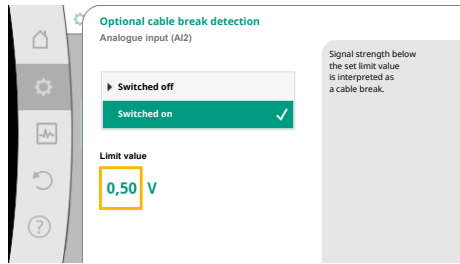 Optional cable break detection
Analogue input (AI2)
Switched off
Switched on
Limit value
0,50 V
Signal strength below
the set limit value
is interpreted as
a cable break.
?